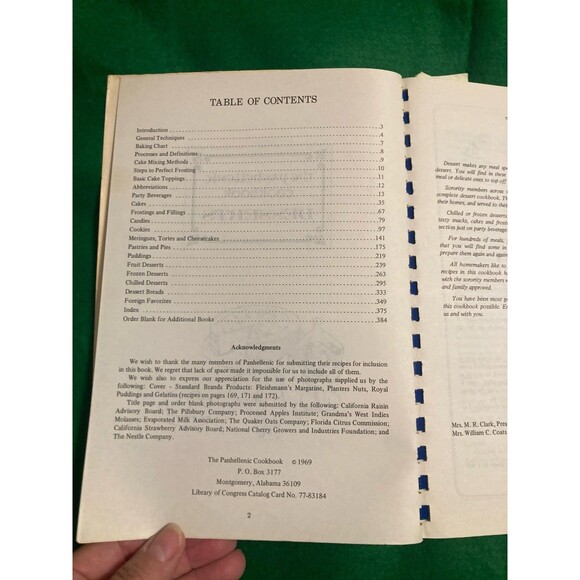 TABLE OF CONTENTS
Introduction 3
General Techniques 4
Baking Chart 7
Processes and Definitions 8
Cake Mixing Methods 9
Steps to Perfect Frosting 10
Basic Cake Toppings 11
Abbreviations 12
Party Beverages 13
Cakes 35
Frostings and Fillings 67
Candies 79
Cookies 97
Meringues, Tortes and Cheesecakes 141
Pastries and Pies 175
Puddings 219
Fruit Desserts 239
Frozen Desserts 263
Chilled Desserts 295
Dessert Breads 333
Foreign Favorites 349
Index 375
Order Blank for Additional Books 384
Acknowledgments
We wish to thank the many members of Panhellenic for submitting their recipes for inclusion
in this book. We regret that lack of space made it impossible for us to include all of them.
We wish also to express our appreciation for the use of photographs supplied us by the
following: Cover - Standard Brands Products: Fleishmann's Margarine, Planters Nuts, Royal
Puddings and Gelatins (recipes on pages 169, 171 and 172).
Title page and order blank photographs were submitted by the following: California Raisin
Advisory Board; The Pillsbury Company; Processed Apples Institute; Grandma's West Indies
Molasses; Evaporated Milk Association; The Quaker Oats Company; Florida Citrus Commission;
California Strawberry Advisory Board; National Cherry Growers and Industries Foundation; and
The Nestle Company.
The Panhellenic Cookbook ©1969
P. O. Box 3177
Montgomery, Alabama 36109
Library of Congress Catalog Card No. 77-83184
2
Dessert makes any meal spe
dessert. You will find in these
meal or delicate ones to top off
Sorority members across
complete dessert cookbook. Th
their homes, and served to thei
Chilled or frozen desserts
tasty snacks, cakes and frosti
section just on party beverage
For hundreds of meals,
that you will find some in
prepare them again and again
All homemakers like to
recipes in this cookbook h
with the sorority members w
and family approved.
You have been most g
this cookbook possible. E
us and with you.
Mrs. M. R. Clark, Pres
Mrs. William C. Coats